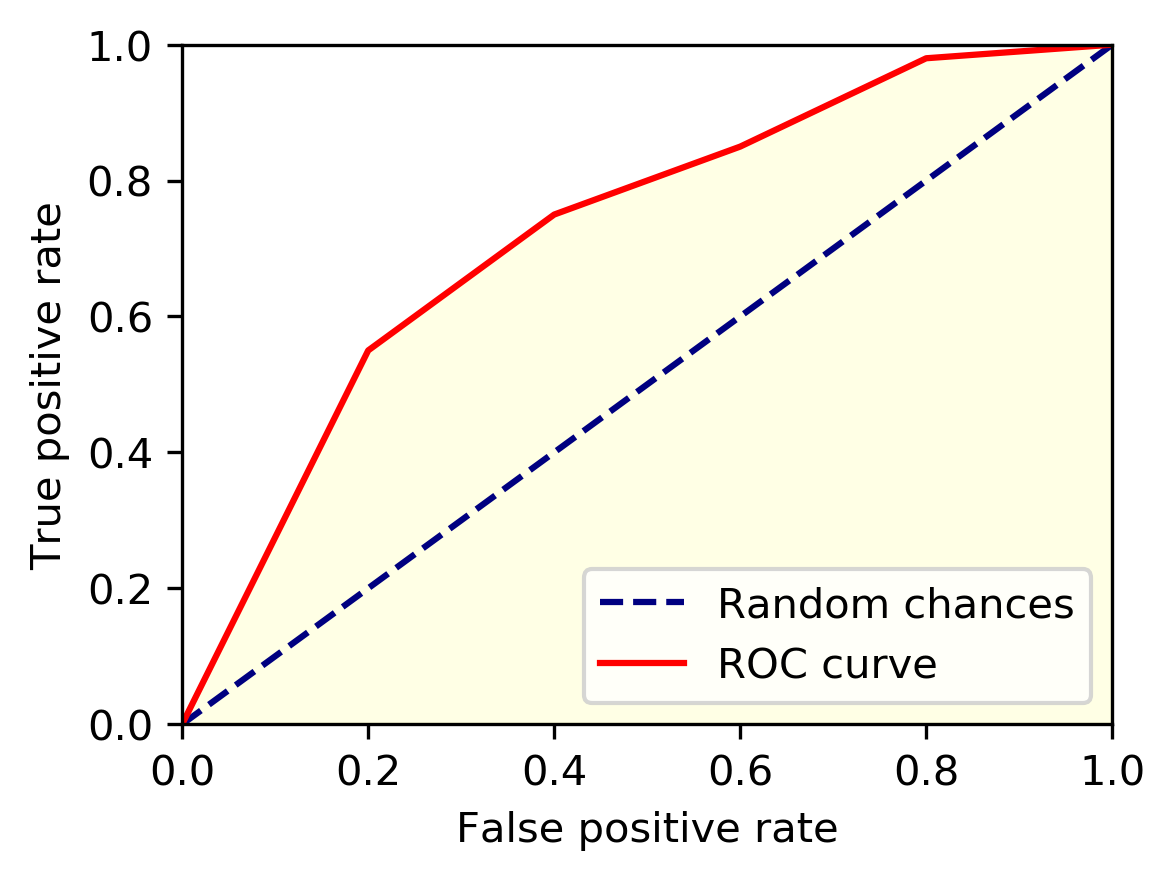 1.0
0.8
0.6
0.4
0.2
0.0
True positive rate
Random chances
ROC curve
0.0 0.2 0.4 0.6 0.8 1.0
False positive rate